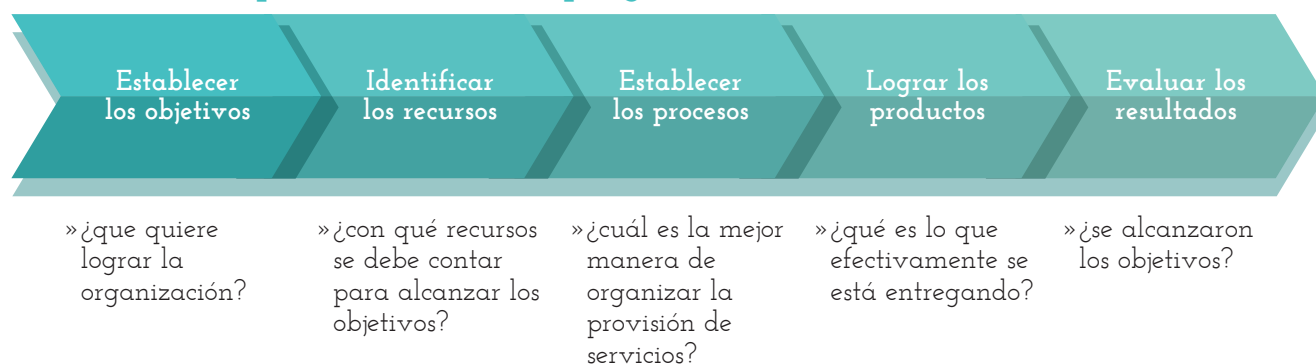 Establecer
los objetivos
Identificar
los recursos
Establecer
los procesos
Lograr los
productos
Evaluar los
resultados
»¿que quiere
lograr la
organización?
»¿con qué recursos
se debe contar
para alcanzar los
objetivos?
»¿cuál es la mejor
manera de
organizar la
provisión de
servicios?
»¿qué es lo que
efectivamente se
está entregando?
»¿se alcanzaron
los objetivos?